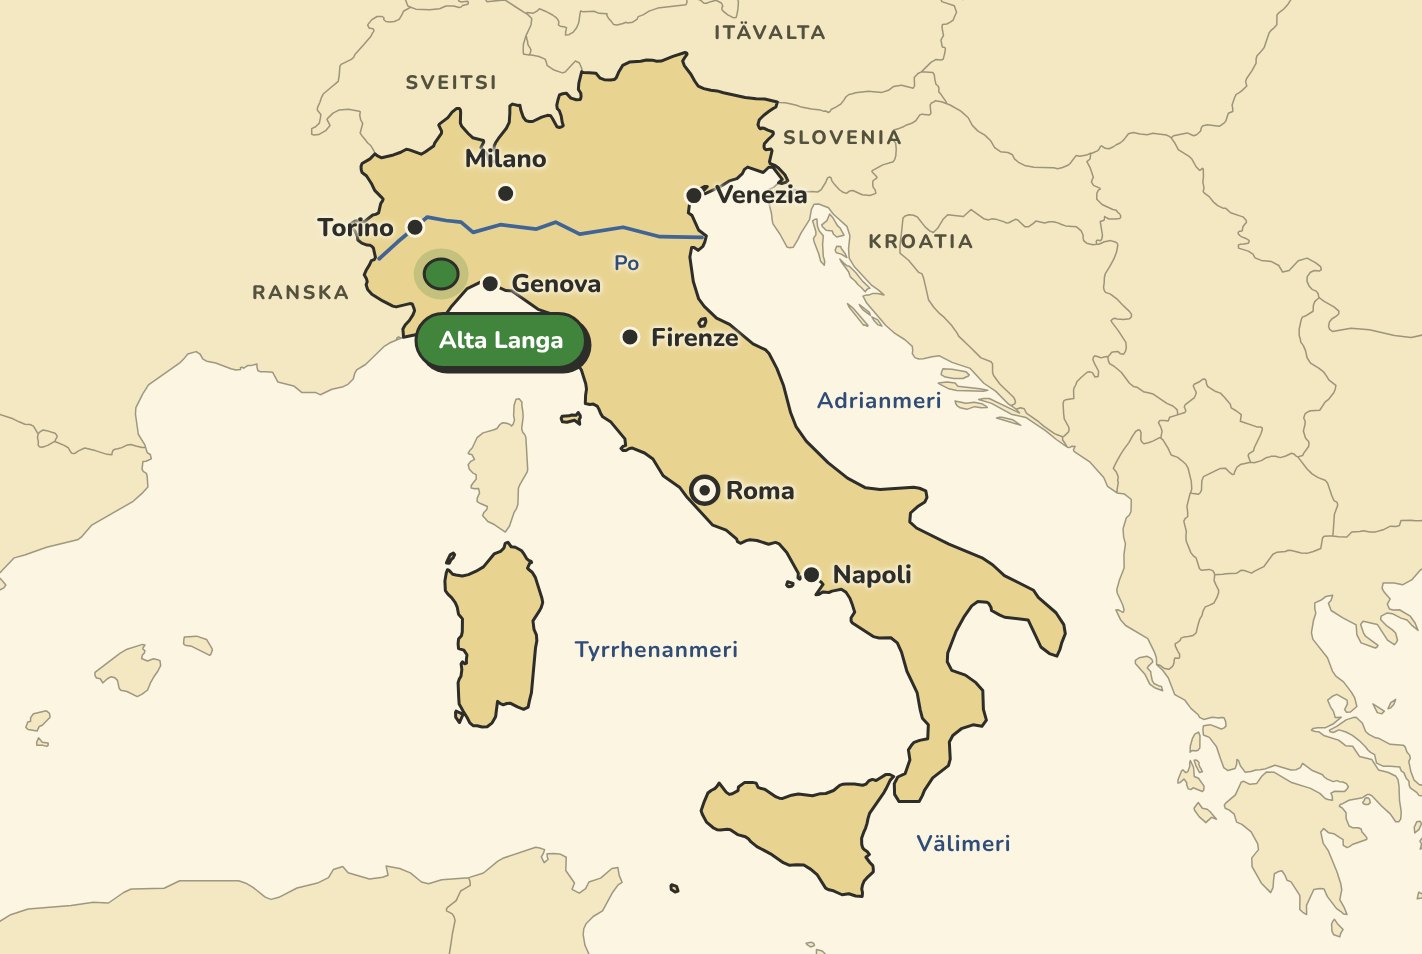 ITÄVALTA
SVEITSI
SLOVENIA
Milano
Venezia
Torino
KROATIA
Po
Genova
RANSKA
Firenze
Alta Langa
Adrianmeri
Roma
Napoli
Tyrrhenanmeri
Välimeri